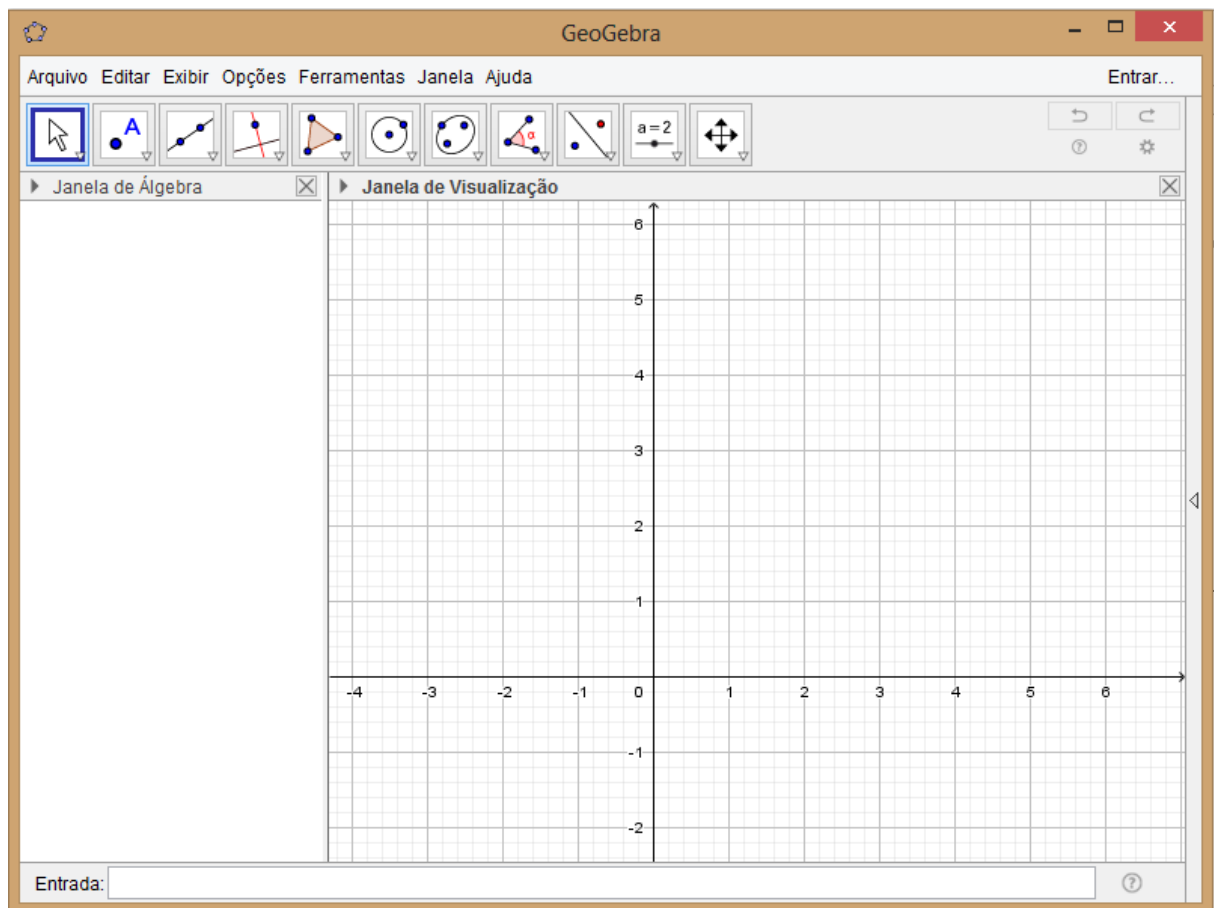 GeoGebra
Arquivo Editar Exibir Opções Ferramentas Janela Ajuda Entrar...
A α a=2
Janela de Álgebra Janela de Visualização
6
5
4
3
2
1
-4 -3 -2 -1 0 1 2 3 4 5 6
-1
-2
Entrada: